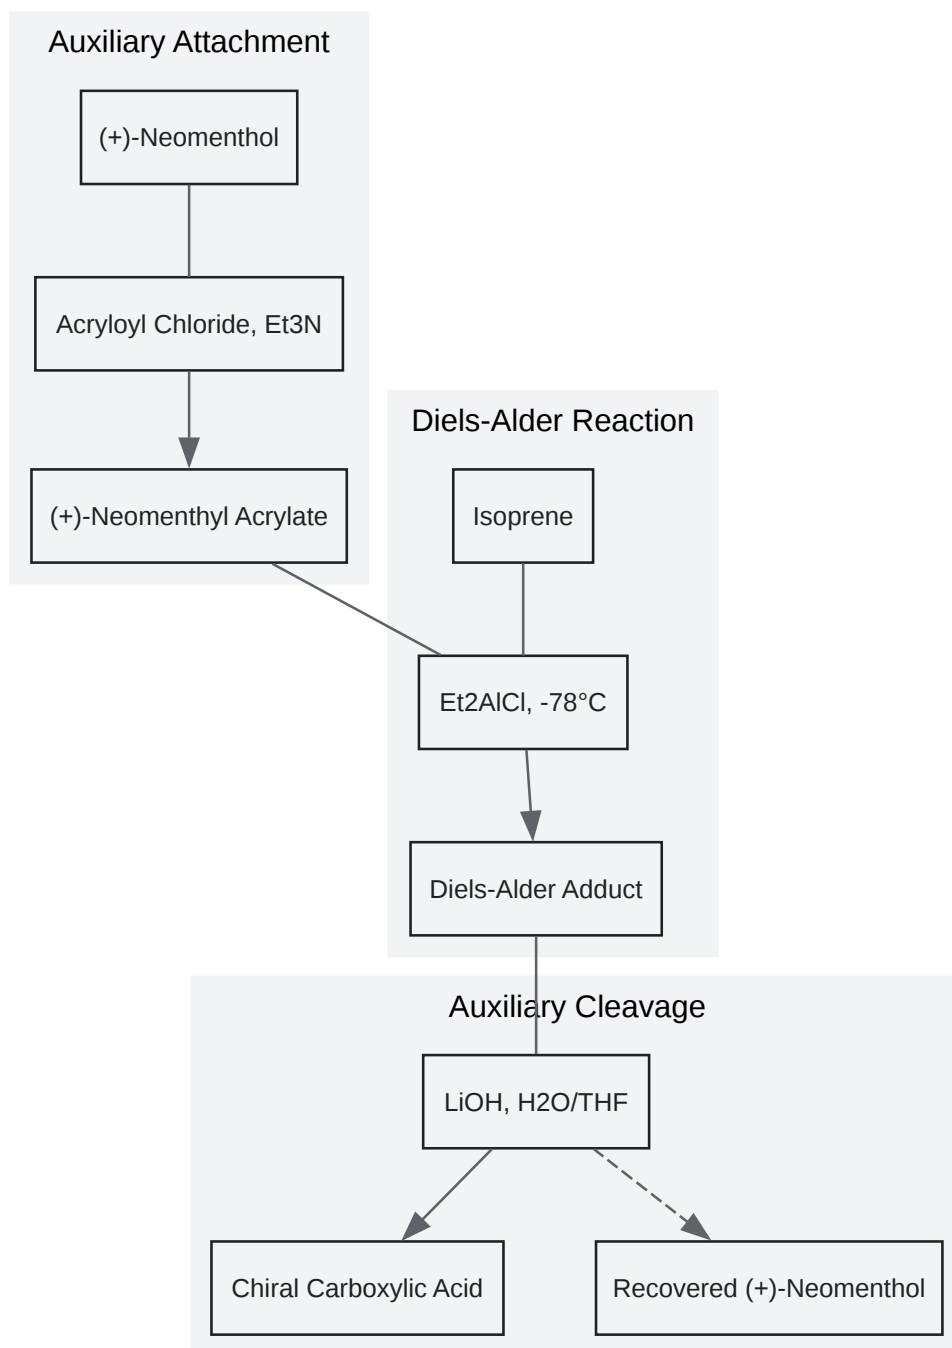 Auxiliary Attachment
(+)-Neomenthol
Acryloyl Chloride, Et3N
(+)-Neomenthyl Acrylate
Diels-Alder Reaction
Isoprene
Et2AlCl, -78°C
Diels-Alder Adduct
Auxiliary Cleavage
LiOH, H2O/THF
Chiral Carboxylic Acid
Recovered (+)-Neomenthol